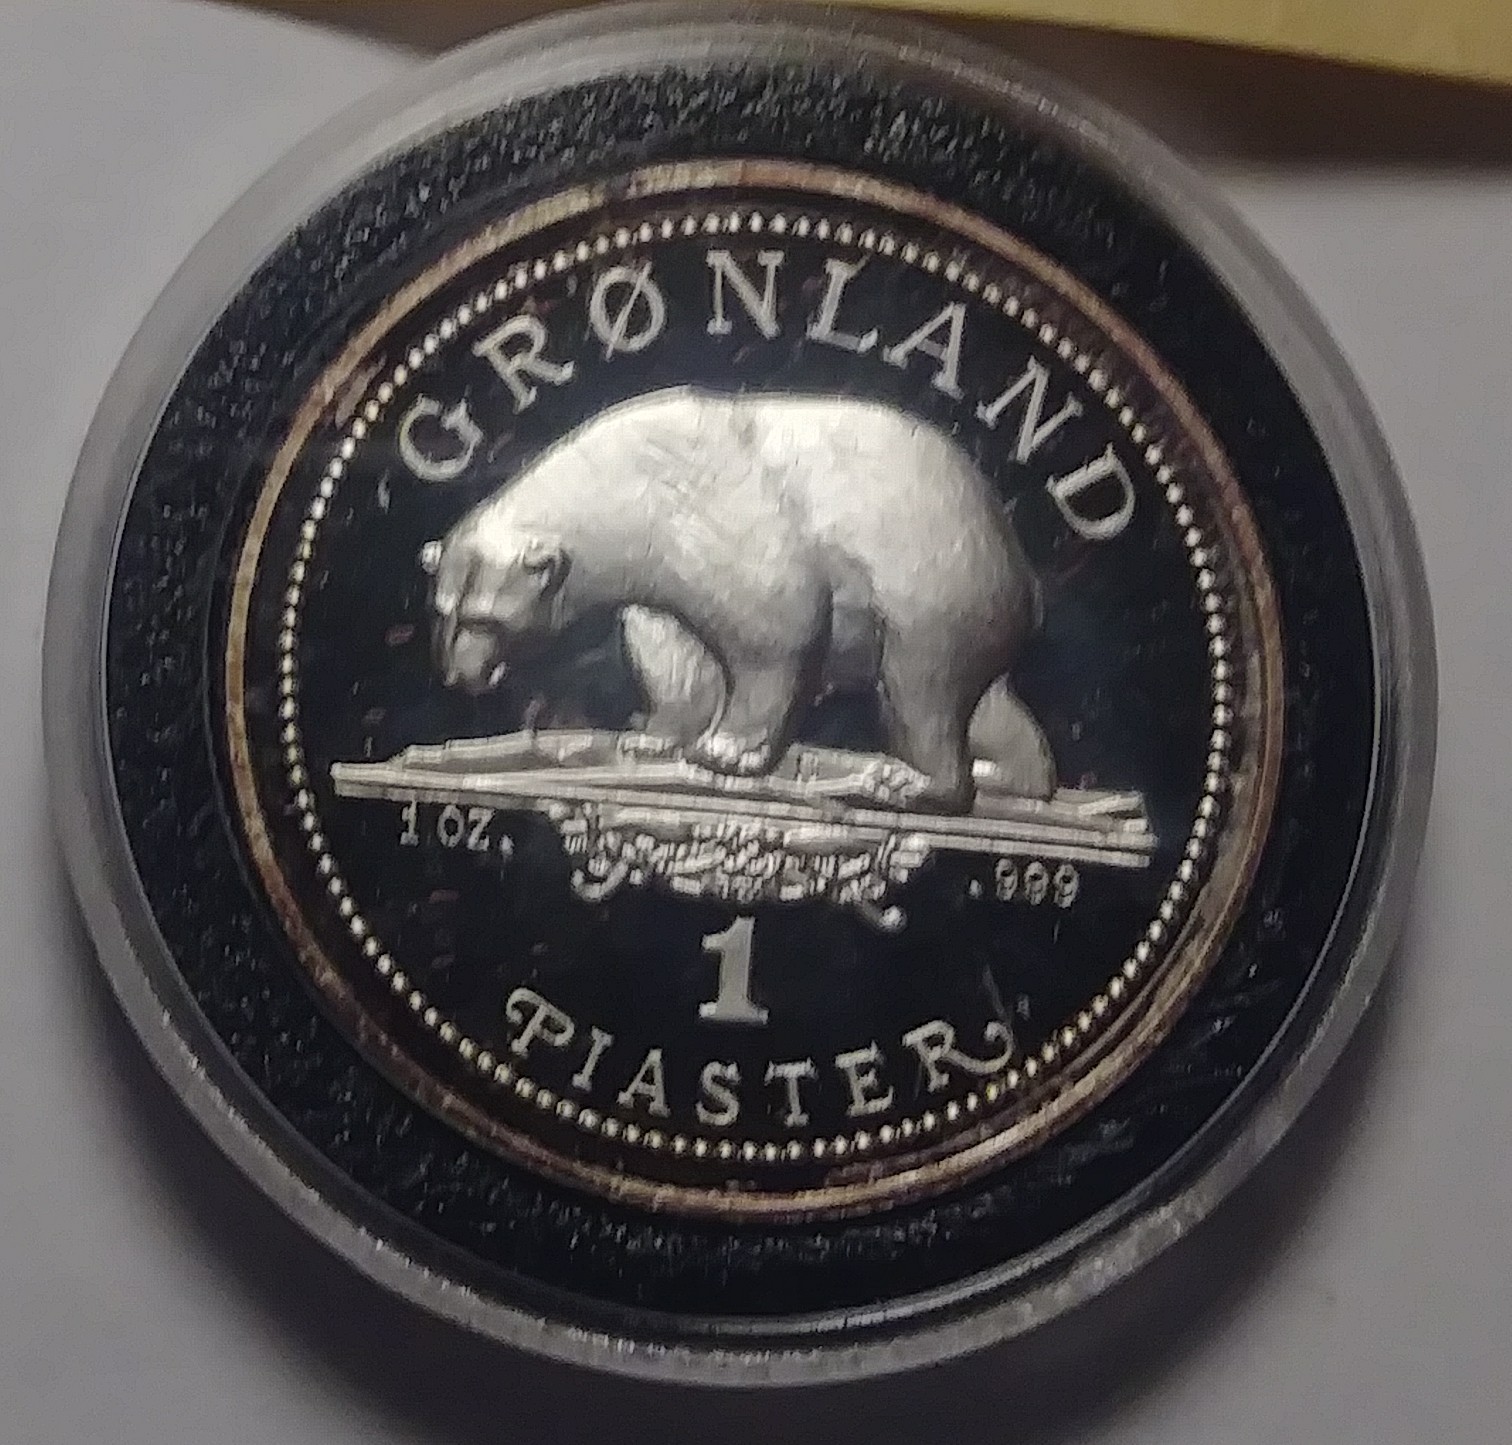 GRØNLAND
1 OZ.
.999
1
PIASTER